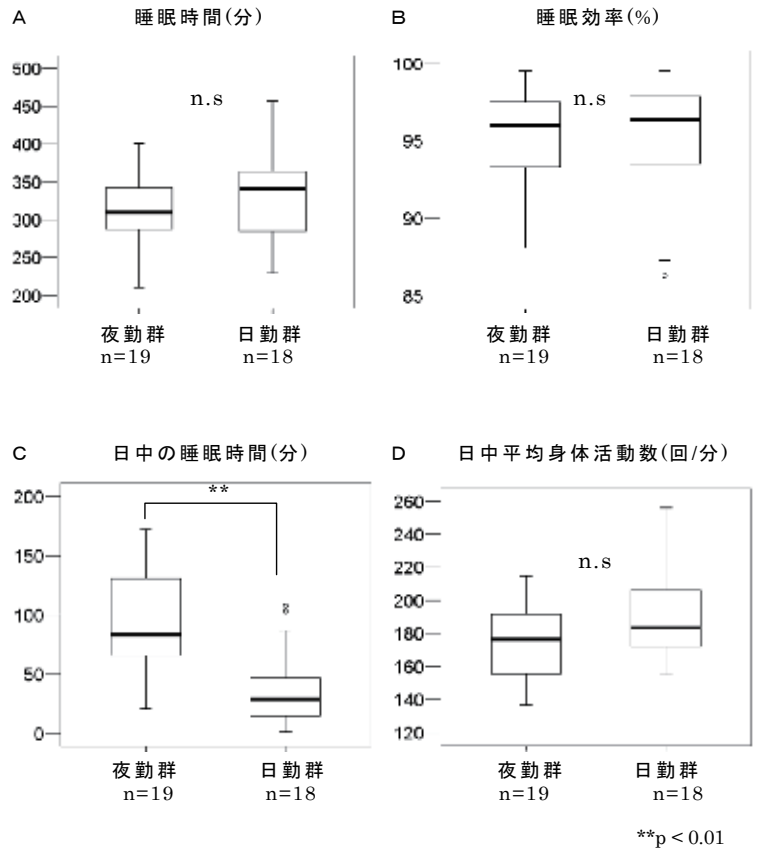 A 睡眠時間(分)
500
450
400
350
300
250
200
n.s
夜勤群
n=19
日勤群
n=18
B 睡眠効率(%)
100
95
90
85
n.s
夜勤群
n=19
日勤群
n=18
C 日中の睡眠時間(分)
200
150
100
50
0
**
夜勤群
n=19
日勤群
n=18
D 日中平均身体活動数(回/分)
260
240
220
200
180
160
140
120
n.s
夜勤群
n=19
日勤群
n=18
**p < 0.01